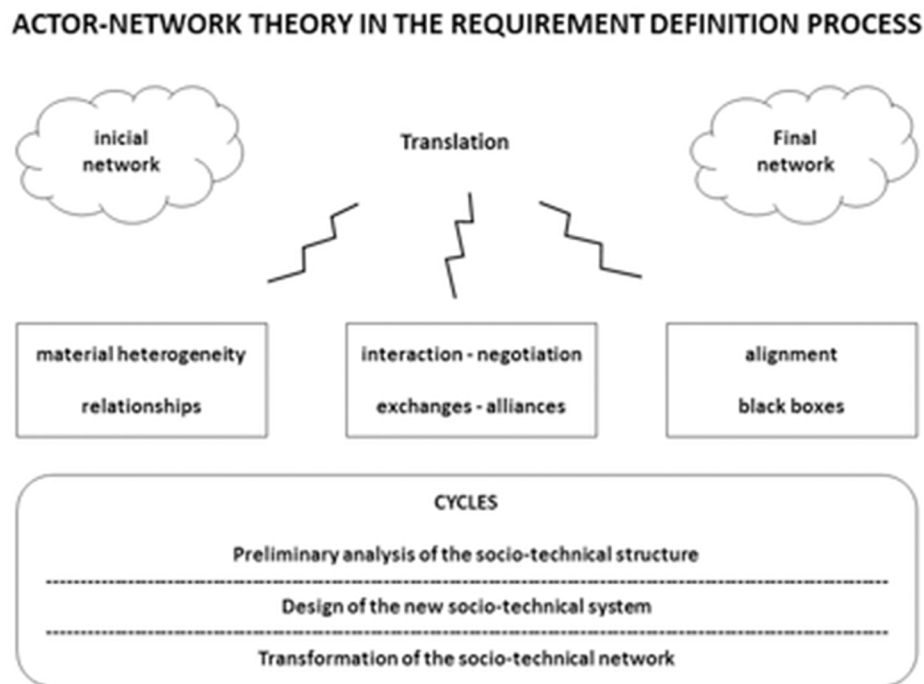 ACTOR-NETWORK THEORY IN THE REQUIREMENT DEFINITION PROCESS
inicial
network
Translation
Final
network
material heterogeneity
relationships
interaction - negotiation
exchanges - alliances
alignment
black boxes
CYCLES
Preliminary analysis of the socio-technical structure
Design of the new socio-technical system
Transformation of the socio-technical network